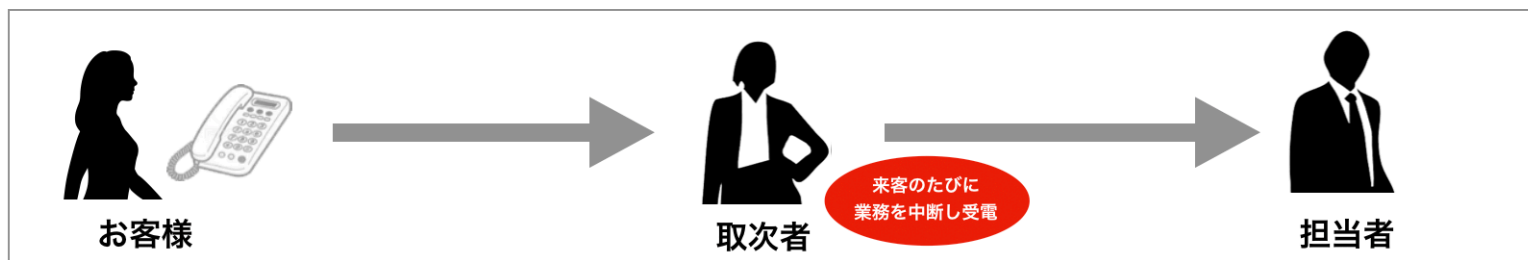 お客様
取次者
来客のたびに
業務を中断し受電
担当者